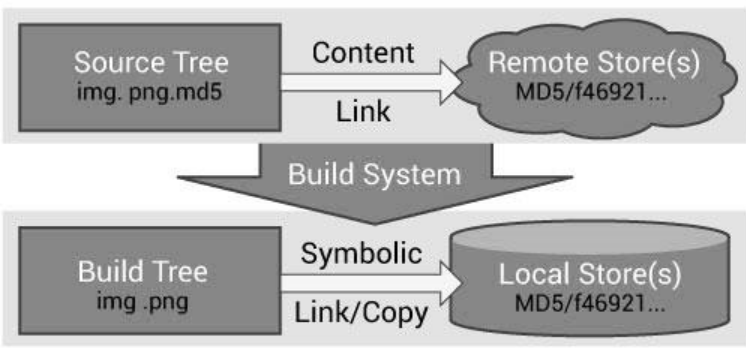 Source Tree
img. png.md5
Content
Link
Remote Store(s)
MD5/f46921...
Build System
Build Tree
img .png
Symbolic
Link/Copy
Local Store(s)
MD5/f46921...